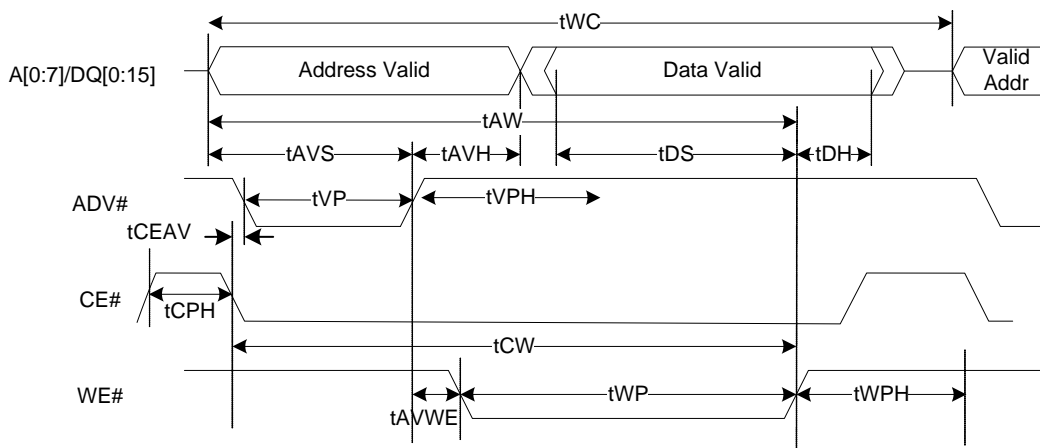 tWC
A[0:7]/DQ[0:15]
Address Valid
Data Valid
Valid
Addr
tAW
tAVS
tAVH
tDS
tDH
ADV#
tVP
tVPH
tCEAV
CE#
tCPH
tCW
WE#
tAVWE
tWP
tWPH